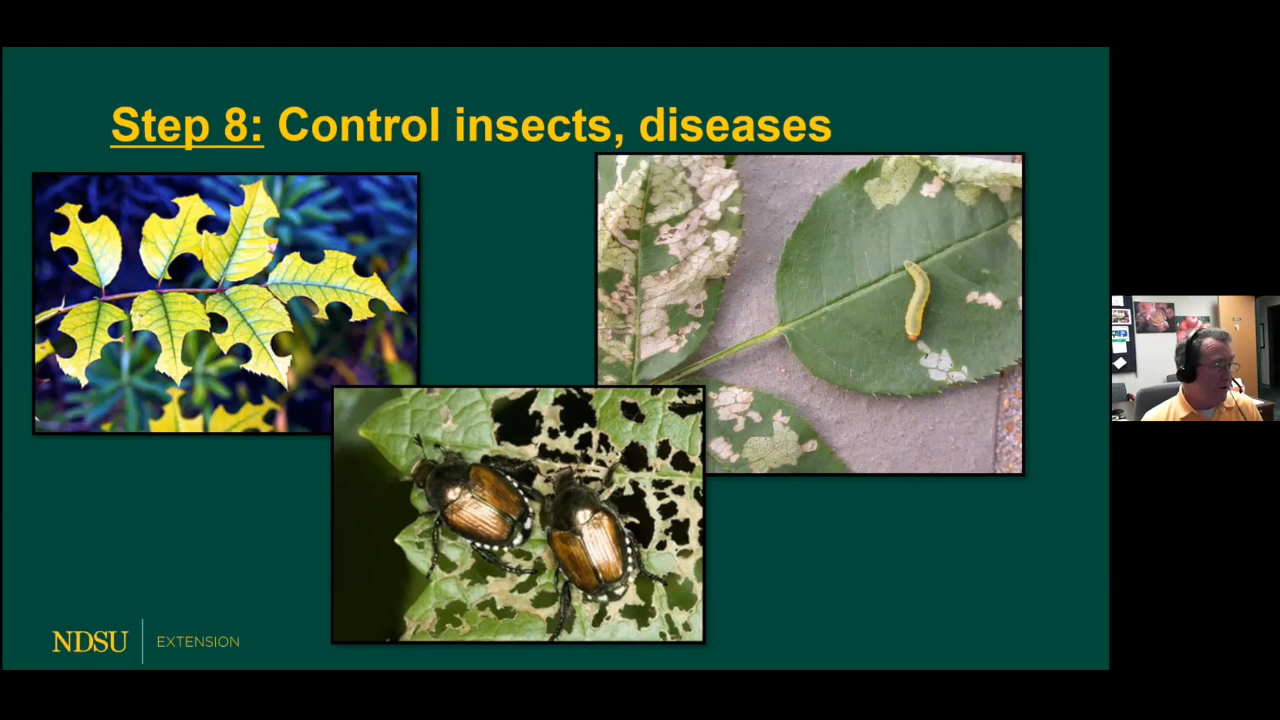 Step 8: Control insects, diseases
NDSU EXTENSION